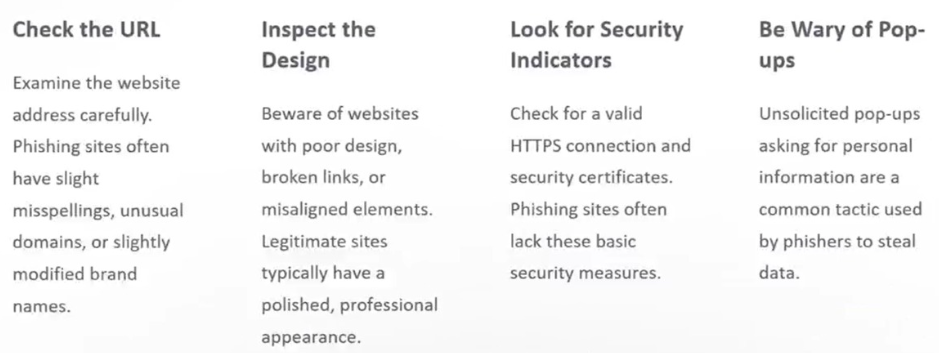 Check the URL
Examine the website
address carefully.
Phishing sites often
have slight
misspellings, unusual
domains, or slightly
modified brand
names.
Inspect the
Design
Beware of websites
with poor design,
broken links, or
misaligned elements.
Legitimate sites
typically have a
polished, professional
appearance.
Look for Security
Indicators
Check for a valid
HTTPS connection and
security certificates.
Phishing sites often
lack these basic
security measures.
Be Wary of Pop-
ups
Unsolicited pop-ups
asking for personal
information are a
common tactic used
by phishers to steal
data.